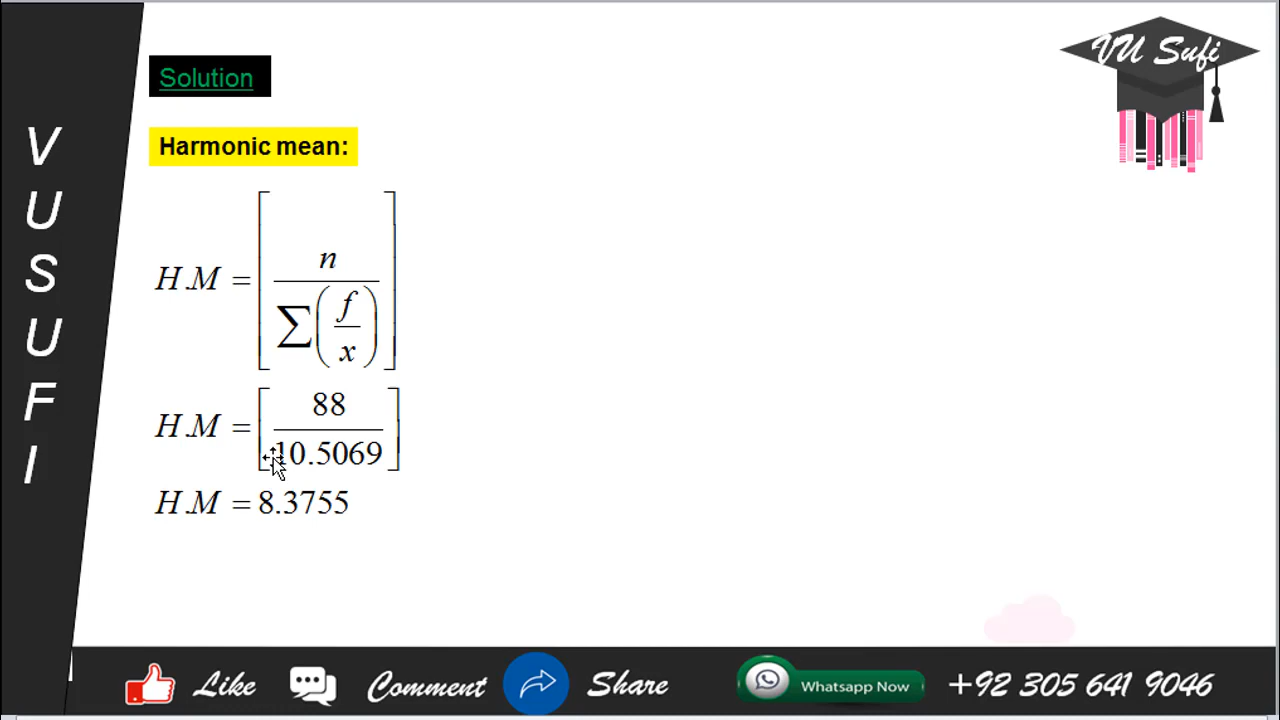 VU Sufi
V
U
S
U
F
I
Solution
Harmonic mean:
H.M = [ n / ∑ ( f / x ) ]
H.M = [ 88 / 10.5069 ]
H.M = 8.3755
Like Comment Share Whatsapp Now +92 305 641 9046